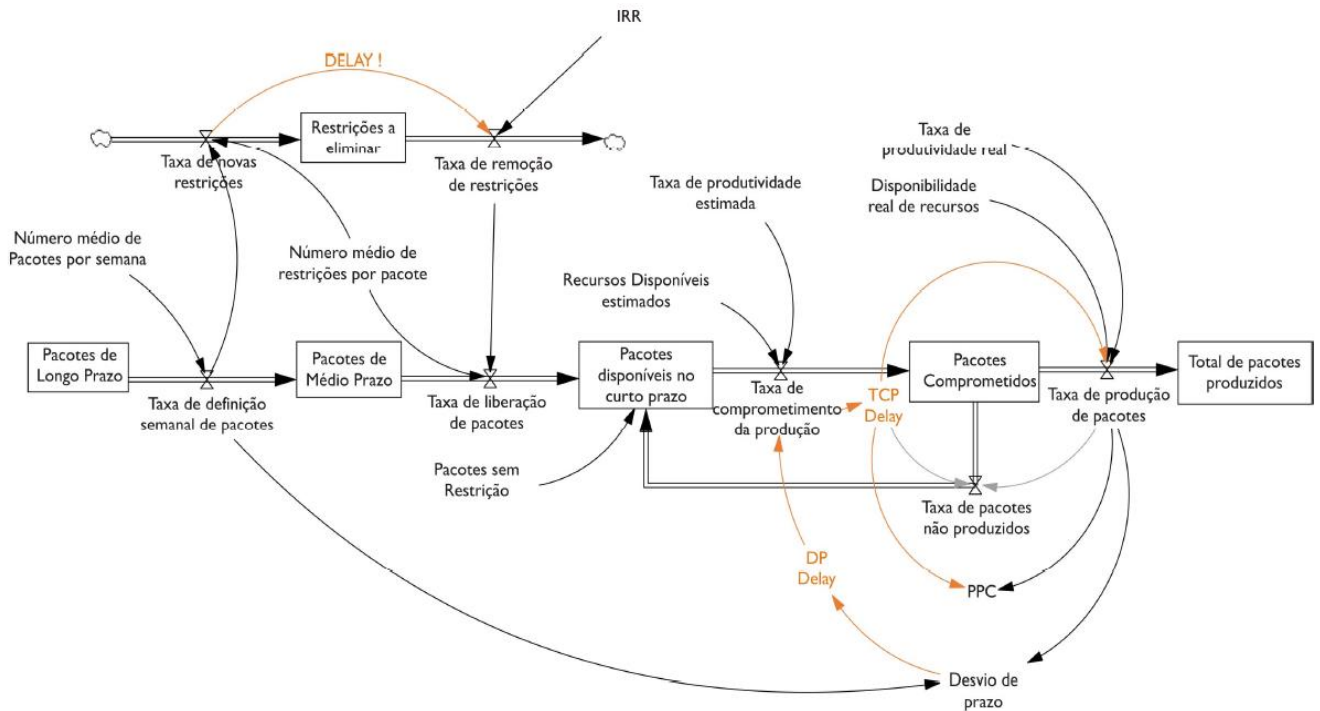 IRR
DELAY !
Restrições a
eliminar
Taxa de novas
restrições
Taxa de remoção
de restrições
Taxa de
produtividade real
Taxa de produtividade
estimada
Disponibilidade
real de recursos
Número médio de
Pacotes por semana
Número médio de
restrições por pacote
Recursos Disponíveis
estimados
Pacotes de
Longo Prazo
Pacotes de
Médio Prazo
Pacotes
disponíveis no
curto prazo
Pacotes
Comprometidos
Total de pacotes
produzidos
Taxa de definição
semanal de pacotes
Taxa de liberação
de pacotes
Taxa de
comprometimento
da produção
TCP
Delay
Taxa de produção
de pacotes
Pacotes sem
Restrição
Taxa de pacotes
não produzidos
DP
Delay
PPC
Desvio de
prazo